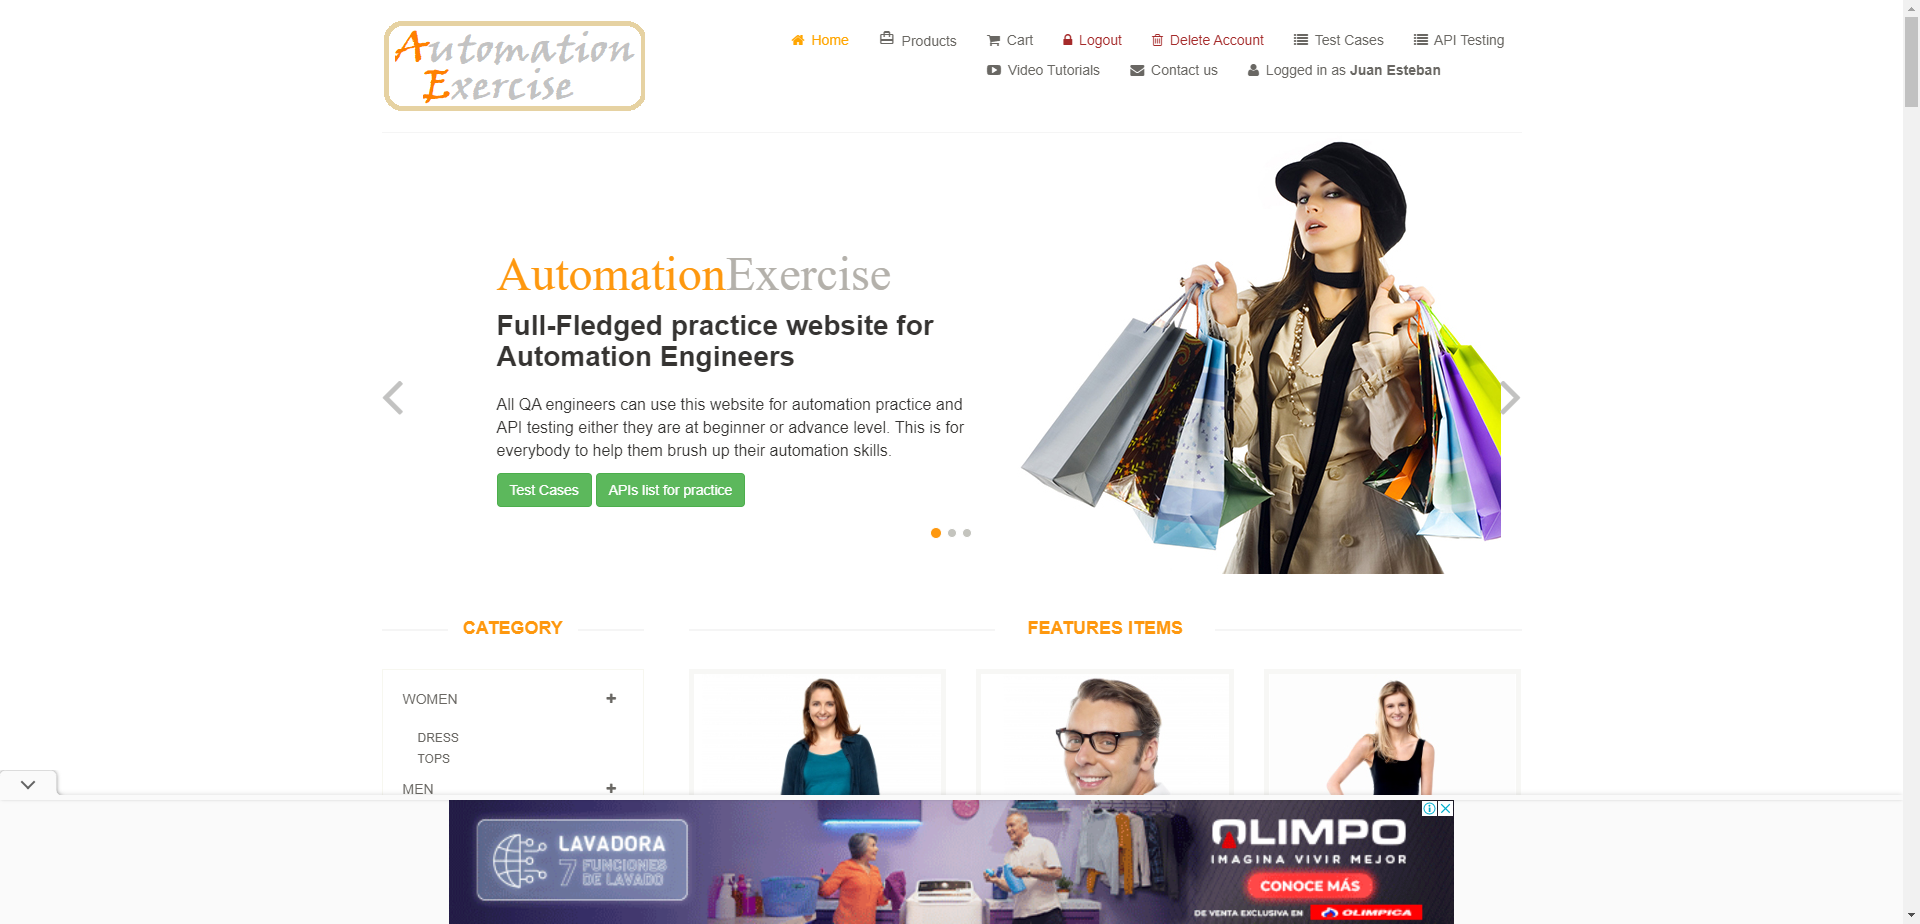 Automation
Exercise
Home Products Cart Logout Delete Account Test Cases API Testing
Video Tutorials Contact us Logged in as Juan Esteban
AutomationExercise
Full-Fledged practice website for
Automation Engineers
All QA engineers can use this website for automation practice and
API testing either they are at beginner or advance level. This is for
everybody to help them brush up their automation skills.
Test Cases APIs list for practice
CATEGORY
FEATURES ITEMS
WOMEN
DRESS
TOPS
MEN
LAVADORA
7 FUNCIONES
DE LAVADO
OLIMPO
IMAGINA VIVIR MEJOR
CONOCE MÁS
DE VENTA EXCLUSIVA EN OLIMPICA